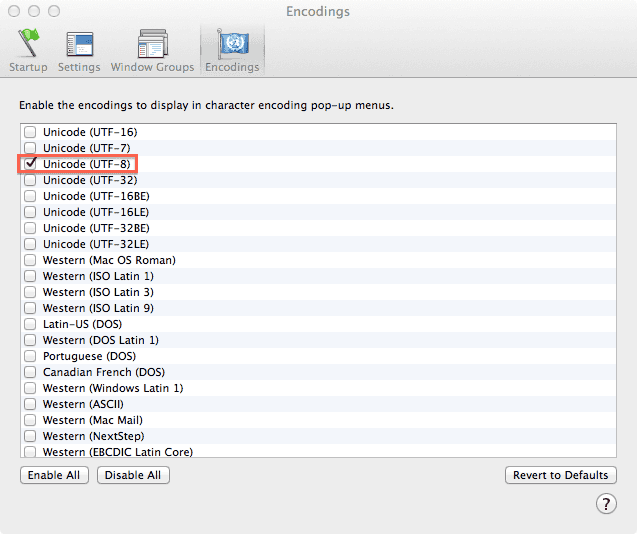 Encodings
Startup Settings Window Groups Encodings
Enable the encodings to display in character encoding pop-up menus.
Unicode (UTF-16)
Unicode (UTF-7)
Unicode (UTF-8)
Unicode (UTF-32)
Unicode (UTF-16BE)
Unicode (UTF-16LE)
Unicode (UTF-32BE)
Unicode (UTF-32LE)
Western (Mac OS Roman)
Western (ISO Latin 1)
Western (ISO Latin 3)
Western (ISO Latin 9)
Latin-US (DOS)
Western (DOS Latin 1)
Portuguese (DOS)
Canadian French (DOS)
Western (Windows Latin 1)
Western (ASCII)
Western (Mac Mail)
Western (NextStep)
Western (EBCDIC Latin Core)
Enable All Disable All Revert to Defaults
?